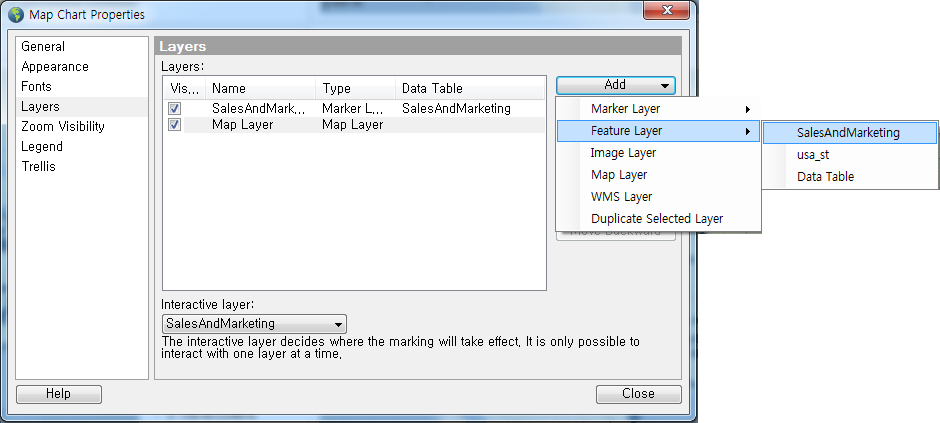 Map Chart Properties
General
Appearance
Fonts
Layers
Zoom Visibility
Legend
Trellis
Layers
Layers:
Vis... Name Type Data Table
SalesAndMark... Marker L... SalesAndMarketing
Map Layer Map Layer
Add
Marker Layer
Feature Layer
Image Layer
Map Layer
WMS Layer
Duplicate Selected Layer
SalesAndMarketing
usa_st
Data Table
Move Backward
Interactive layer:
SalesAndMarketing
The interactive layer decides where the marking will take effect. It is only possible to
interact with one layer at a time.
Help
Close